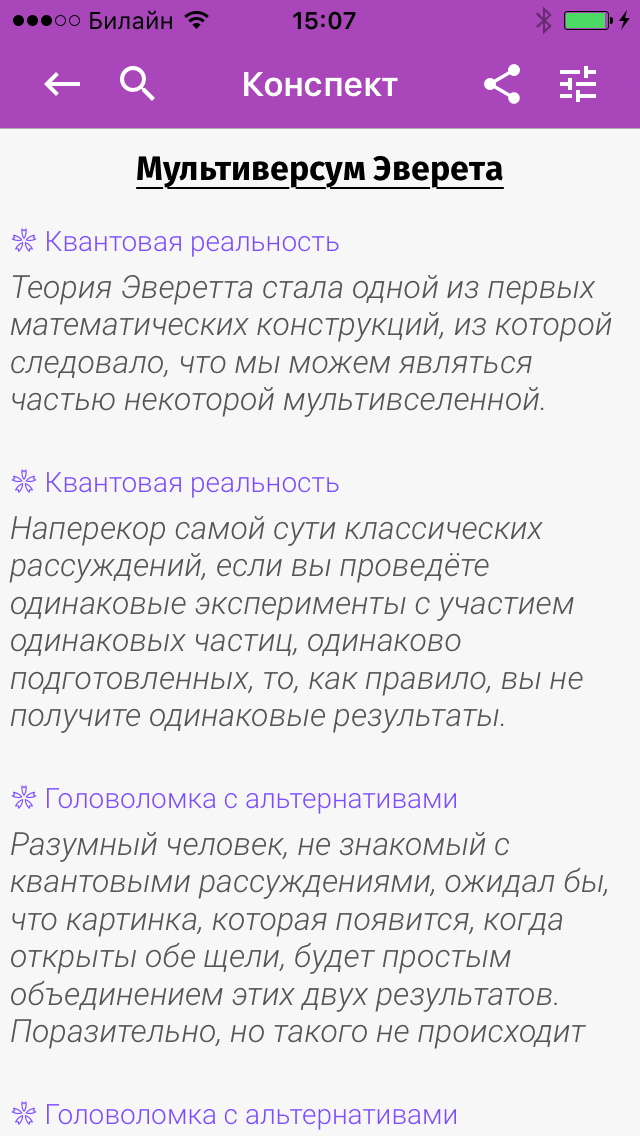 Билайн 15:07
Конспект
Мультиверсум Эверета
Квантовая реальность
Теория Эверетта стала одной из первых
математических конструкций, из которой
следовало, что мы можем являться
частью некоторой мультивселенной.
Квантовая реальность
Наперекор самой сути классических
рассуждений, если вы проведёте
одинаковые эксперименты с участием
одинаковых частиц, одинаково
подготовленных, то, как правило, вы не
получите одинаковые результаты.
Головоломка с альтернативами
Разумный человек, не знакомый с
квантовыми рассуждениями, ожидал бы,
что картинка, которая появится, когда
открыты обе щели, будет простым
объединением этих двух результатов.
Поразительно, но такого не происходит
Головоломка с альтернативами